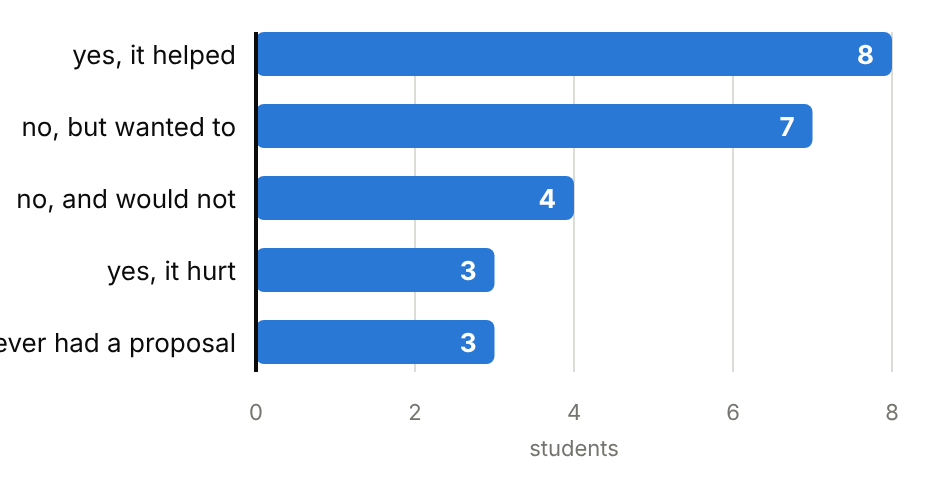 yes, it helped 8
no, but wanted to 7
no, and would not 4
yes, it hurt 3
ever had a proposal 3
0 2 4 6 8
students